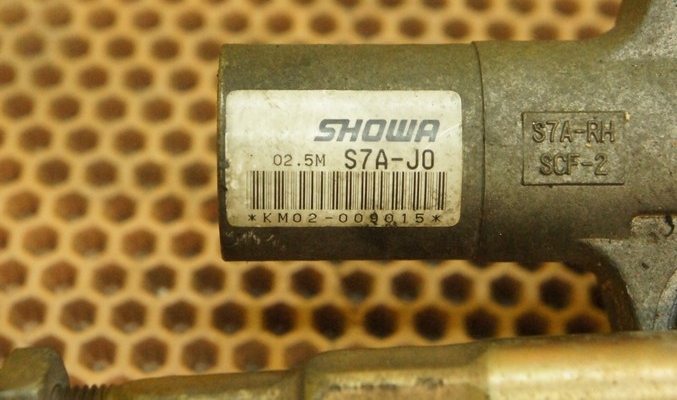 SHOWA
02.5M S7A-J0
*KM02-009015*
S7A-RH
SCF-2